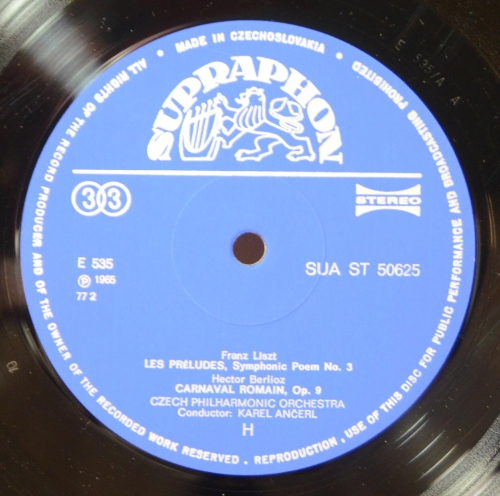 ALL RIGHTS OF THE RECORD PRODUCER AND OF THE OWNER OF THE RECORDED WORK RESERVED. - REPRODUCTION, USE OF THIS DISC FOR PUBLIC PERFORMANCE AND BROADCASTING PROHIBITED
• MADE IN CZECHOSLOVAKIA •
SUPRAPHON
33
STEREO
E 535
SUA ST 50625
Ⓟ 1965
77 2
Franz Liszt
LES PRÉLUDES, Symphonic Poem No. 3
Hector Berlioz
CARNAVAL ROMAIN, Op. 9
CZECH PHILHARMONIC ORCHESTRA
Conductor: KAREL ANČERL
H
E 535/A A